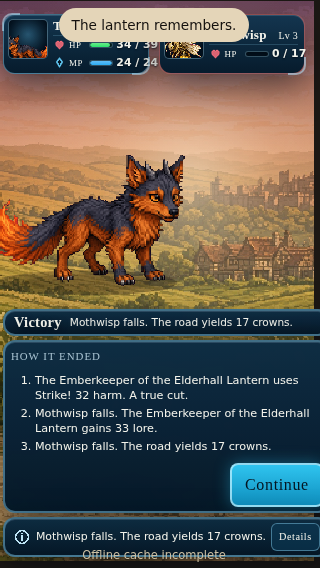 The lantern remembers.
Lv 3
HP 34 / 39
HP 0 / 17
MP 24 / 24
Victory Mothwisp falls. The road yields 17 crowns.
HOW IT ENDED
1. The Emberkeeper of the Elderhall Lantern uses
Strike! 32 harm. A true cut.
2. Mothwisp falls. The Emberkeeper of the Elderhall
Lantern gains 33 lore.
3. Mothwisp falls. The road yields 17 crowns.
Continue
Mothwisp falls. The road yields 17 crowns. Details
Offline cache incomplete